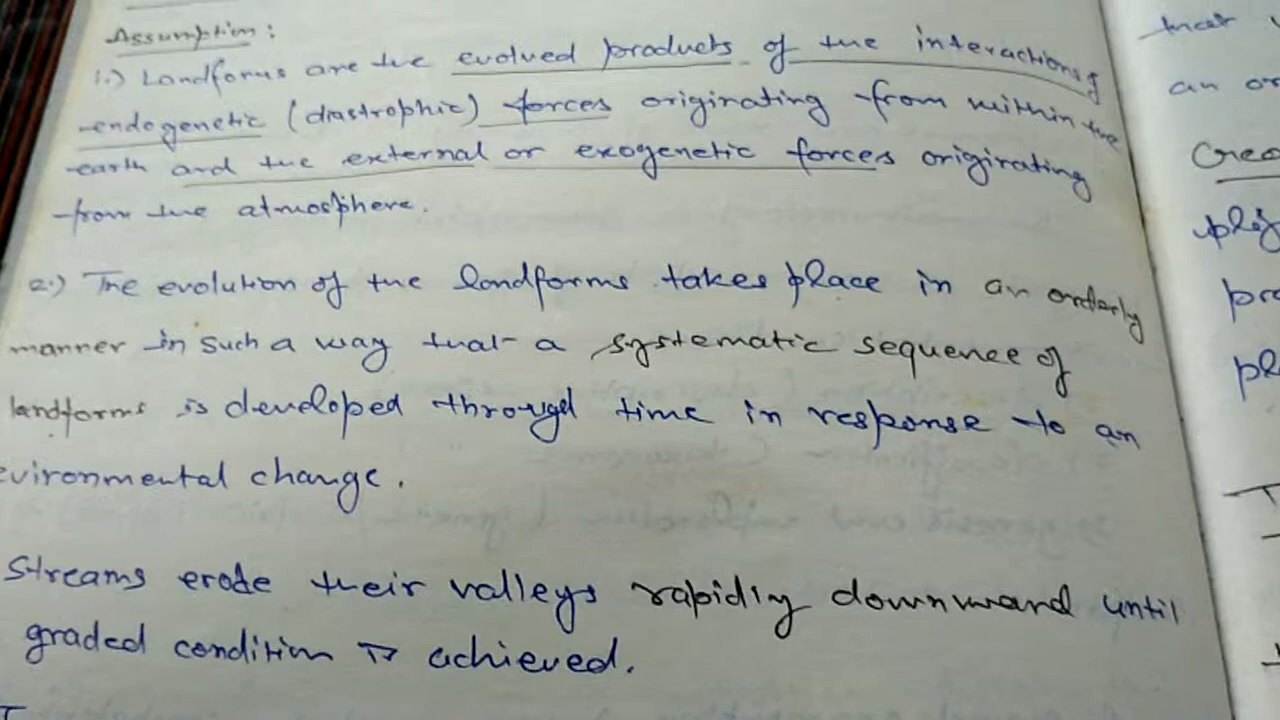 Assumption:
1.) Landforms are the evolved products of the interactions of
endogenetic (diastrophic) forces originating from within the
earth and the external or exogenetic forces originating
from the atmosphere.
2.) The evolution of the landforms takes place in an orderly
manner in such a way that a systematic sequence of
landforms is developed through time in response to an
evironmental change.
Streams erode their valleys rapidly downward until
graded condition is achieved.
an